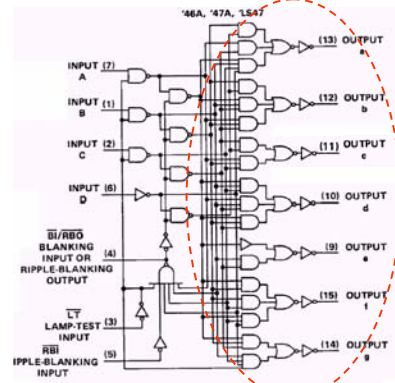 '46A, '47A, 'LS47
INPUT (7)
A
INPUT (1)
B
INPUT (2)
C
INPUT (6)
D
BI/RBO
BLANKING (4)
INPUT OR
RIPPLE-BLANKING
OUTPUT
LT
LAMP-TEST (3)
INPUT
RBI
IPPLE-BLANKING (5)
INPUT
(13) OUTPUT
a
(12) OUTPUT
b
(11) OUTPUT
c
(10) OUTPUT
d
(9) OUTPUT
e
(15) OUTPUT
f
(14) OUTPUT
g